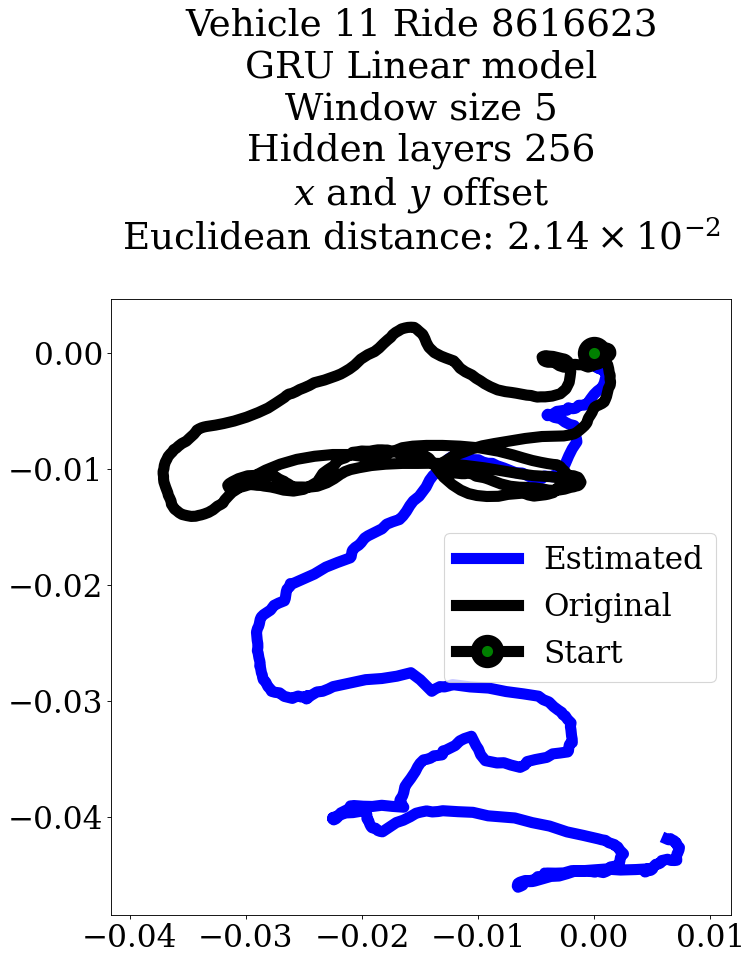 Vehicle 11 Ride 8616623
GRU Linear model
Window size 5
Hidden layers 256
x and y offset
Euclidean distance: 2.14 × 10⁻²
0.00
−0.01
−0.02
−0.03
−0.04
Estimated
Original
Start
−0.04 −0.03 −0.02 −0.01 0.00 0.01